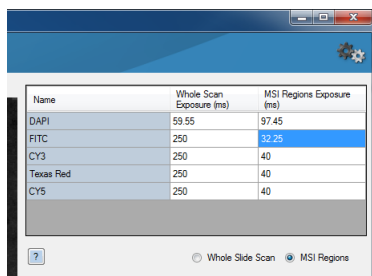 Name Whole Scan Exposure (ms) MSI Regions Exposure (ms)
DAPI 59.55 97.45
FITC 250 32.25
CY3 250 40
Texas Red 250 40
CY5 250 40
? Whole Slide Scan MSI Regions